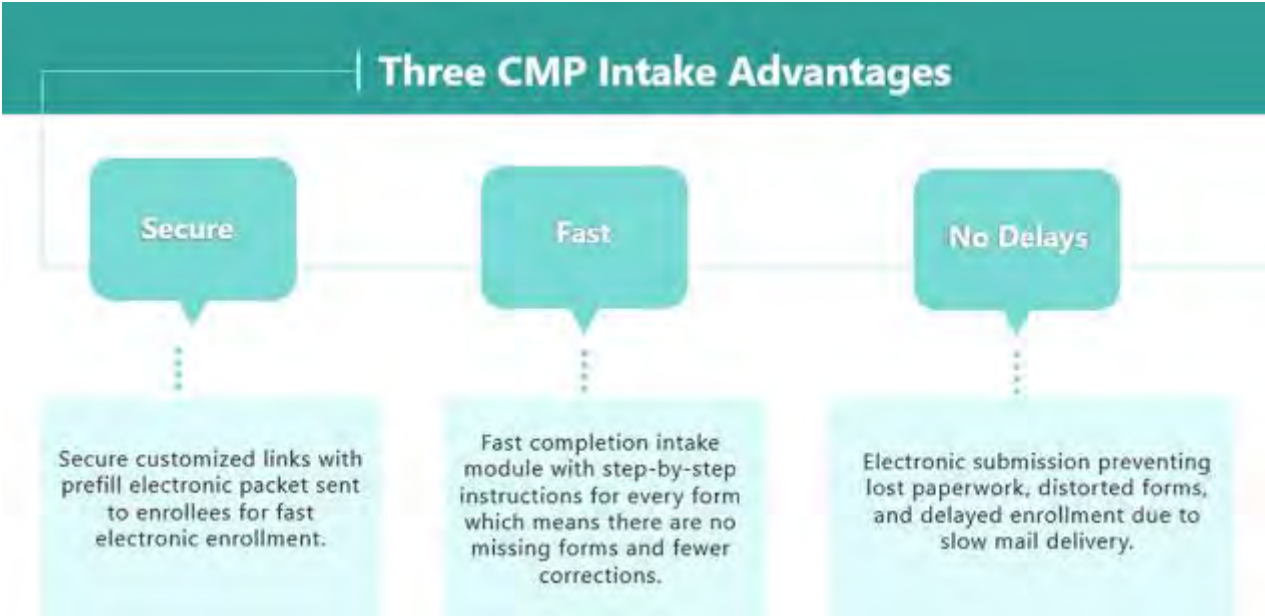 Three CMP Intake Advantages
Secure
Fast
No Delays
Secure customized links with
prefill electronic packet sent
to enrollees for fast
electronic enrollment.
Fast completion intake
module with step-by-step
instructions for every form
which means there are no
missing forms and fewer
corrections.
Electronic submission preventing
lost paperwork, distorted forms,
and delayed enrollment due to
slow mail delivery.